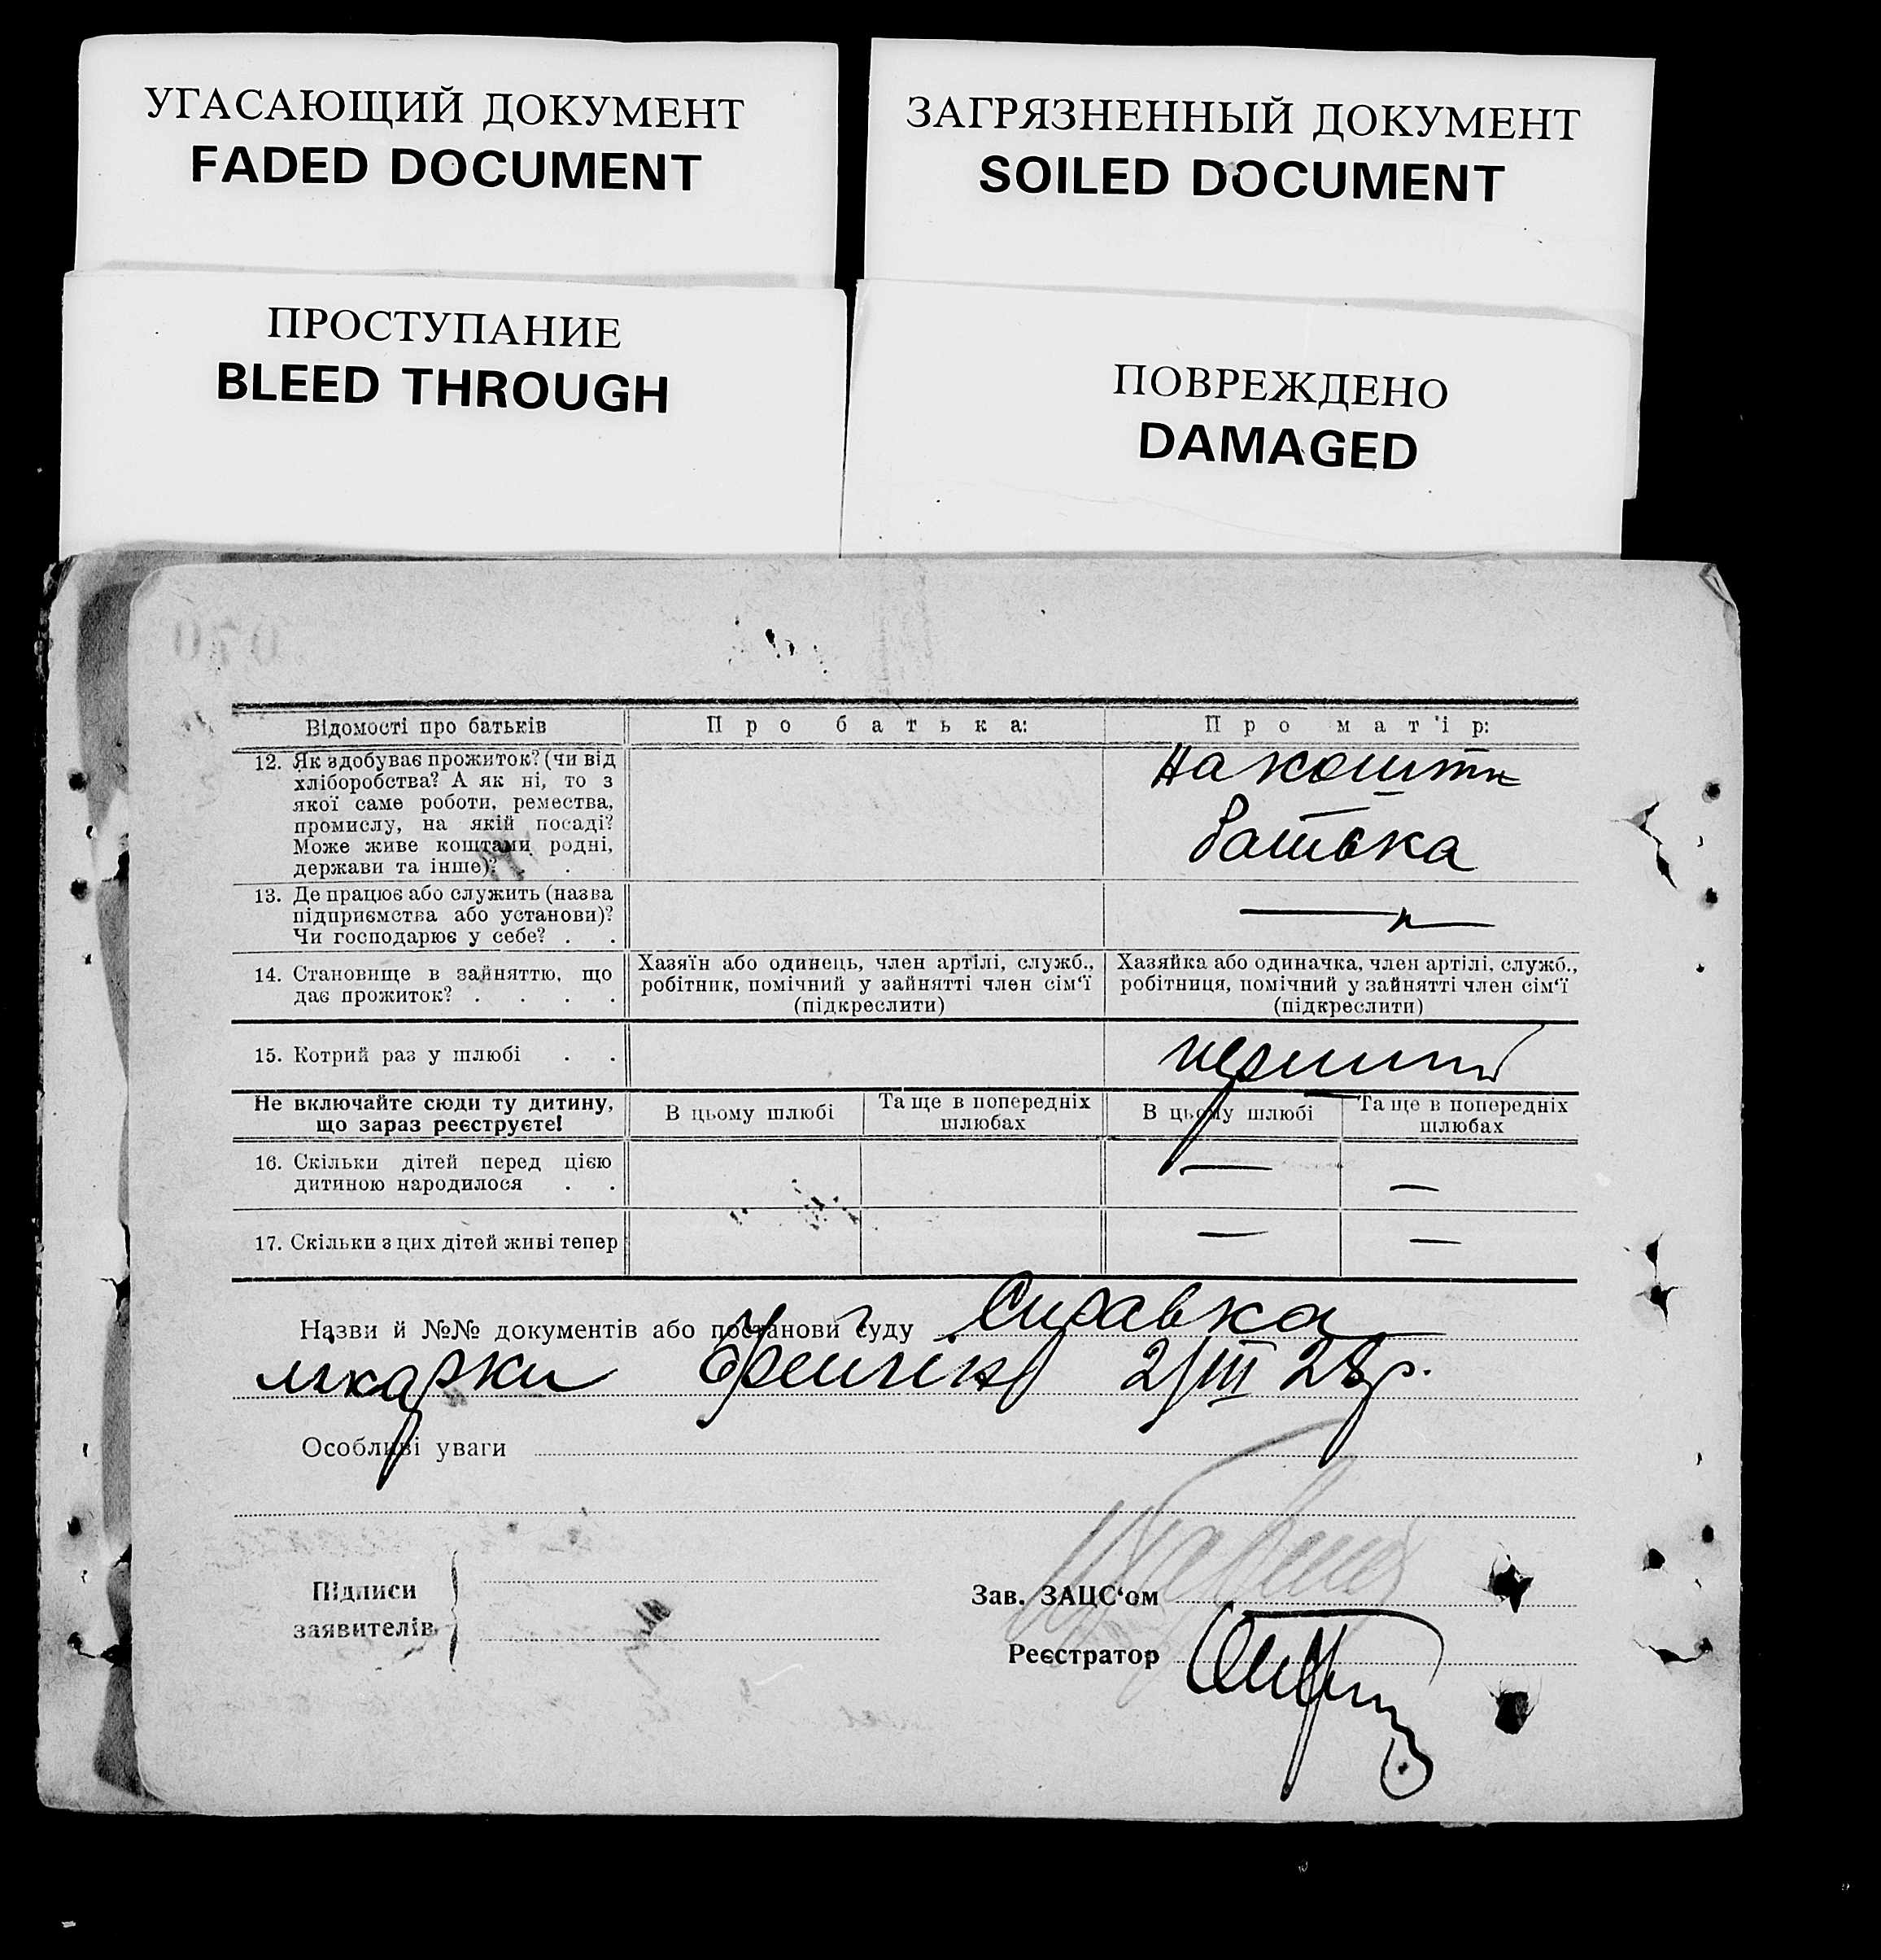 УГАСАЮЩИЙ ДОКУМЕНТ
FADED DOCUMENT
ЗАГРЯЗНЕННЫЙ ДОКУМЕНТ
SOILED DOCUMENT
ПРОСТУПАНИЕ
BLEED THROUGH
ПОВРЕЖДЕНО
DAMAGED
Відомості про батьків
Про батька:
Про мат'ір:
12. Як здобуває прожиток? (чи від
хліборобства? А як ні, то з
якої саме роботи, ремества,
промислу, на якій посаді?
Може живе коштами родні,
держави та інше)? .
на кошти
батька
13. Де працює або служить (назва
підприємства або установи)?
Чи господарює у себе? . .
14. Становище в зайняттю, що
дає прожиток? . . . .
Хазяїн або одинець, член артілі, служб.,
робітник, помічний у зайнятті член сім'ї
(підкреслити)
Хазяйка або одиначка, член артілі, служб.,
робітниця, помічний у зайнятті член сім'ї
(підкреслити)
15. Котрий раз у шлюбі . .
перший
Не включайте сюди ту дитину,
що зараз реєструєте!
В цьому шлюбі
Та ще в попередніх
шлюбах
В цьому шлюбі
Та ще в попередніх
шлюбах
16. Скільки дітей перед цією
дитиною народилося . .
— —
17. Скільки з цих дітей живі тепер
— —
Назви й №№ документів або постанови суду Справка
лікарки 2/III 28 р.
Особливі уваги
Підписи
заявителів
Зав. ЗАЦС'ом
Реєстратор